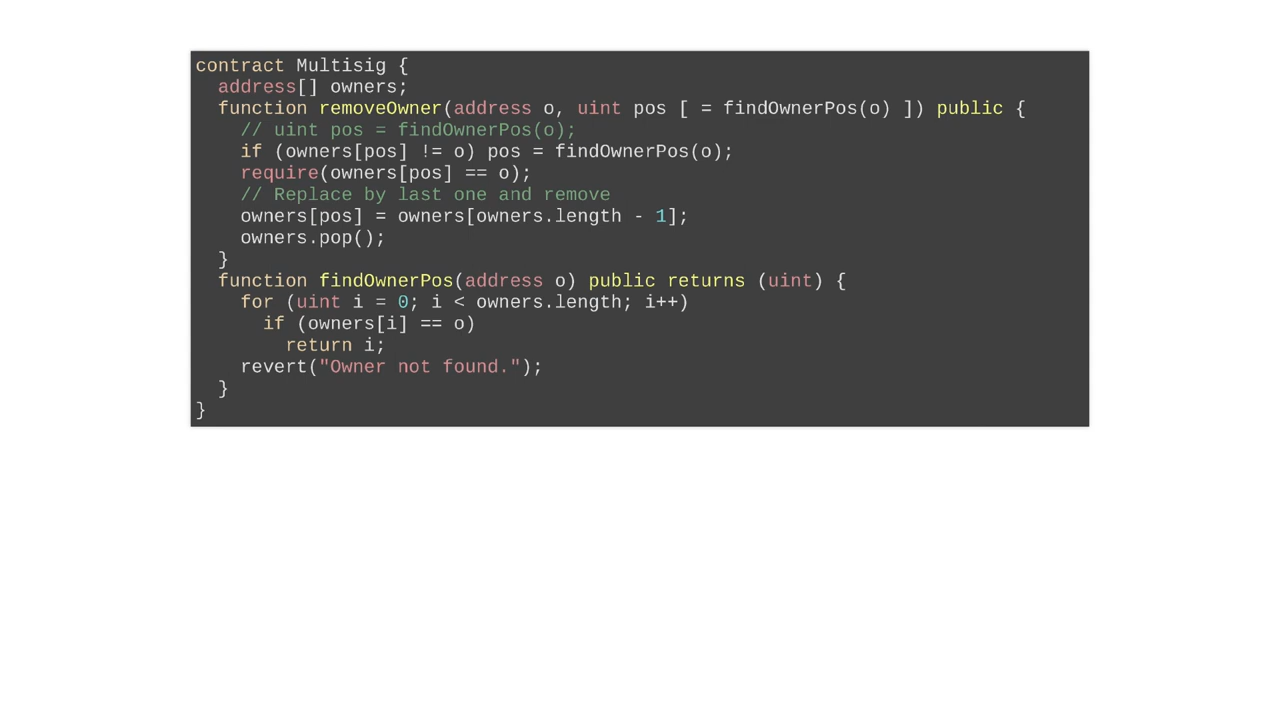 contract Multisig {
  address[] owners;
  function removeOwner(address o, uint pos [ = findOwnerPos(o) ]) public {
    // uint pos = findOwnerPos(o);
    if (owners[pos] != o) pos = findOwnerPos(o);
    require(owners[pos] == o);
    // Replace by last one and remove
    owners[pos] = owners[owners.length - 1];
    owners.pop();
  }
  function findOwnerPos(address o) public returns (uint) {
    for (uint i = 0; i < owners.length; i++)
      if (owners[i] == o)
        return i;
    revert("Owner not found.");
  }
}